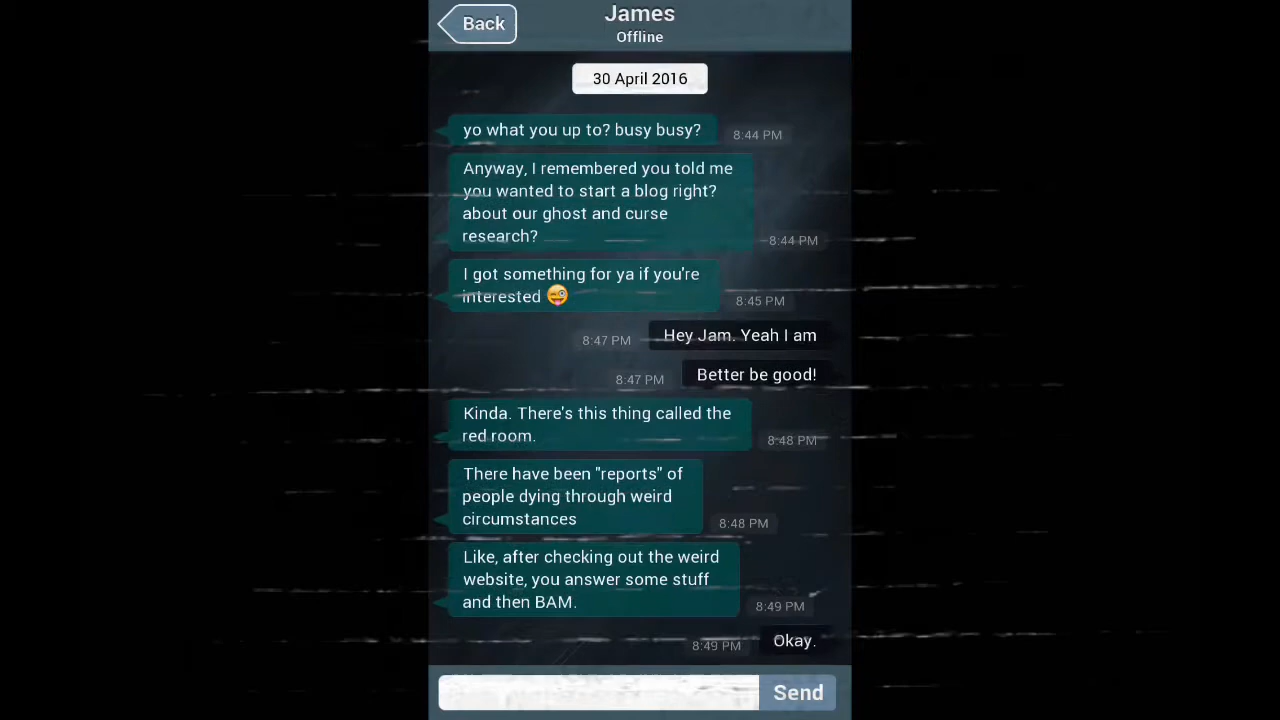 Back
James
Offline
30 April 2016
yo what you up to? busy busy?
8:44 PM
Anyway, I remembered you told me
you wanted to start a blog right?
about our ghost and curse
research?
8:44 PM
I got something for ya if you're
interested 😜
8:45 PM
8:47 PM
Hey Jam. Yeah I am
8:47 PM
Better be good!
Kinda. There's this thing called the
red room.
8:48 PM
There have been "reports" of
people dying through weird
circumstances
8:48 PM
Like, after checking out the weird
website, you answer some stuff
and then BAM.
8:49 PM
8:49 PM
Okay.
Send